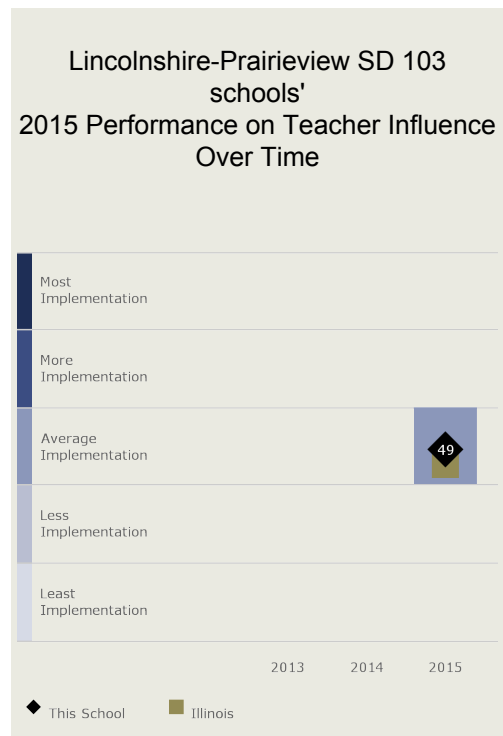 Lincolnshire-Prairieview SD 103
schools'
2015 Performance on Teacher Influence
Over Time
Most
Implementation
More
Implementation
Average
Implementation
49
Less
Implementation
Least
Implementation
2013 2014 2015
This School Illinois